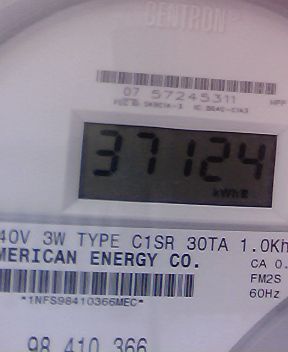 CENTRON
07 57245311
37124
kWh
40V 3W TYPE C1SR 30TA 1.0Kh
MERICAN ENERGY CO.
CA 0.
FM2S
60Hz
*1NFS98410366MEC*
98 410 366